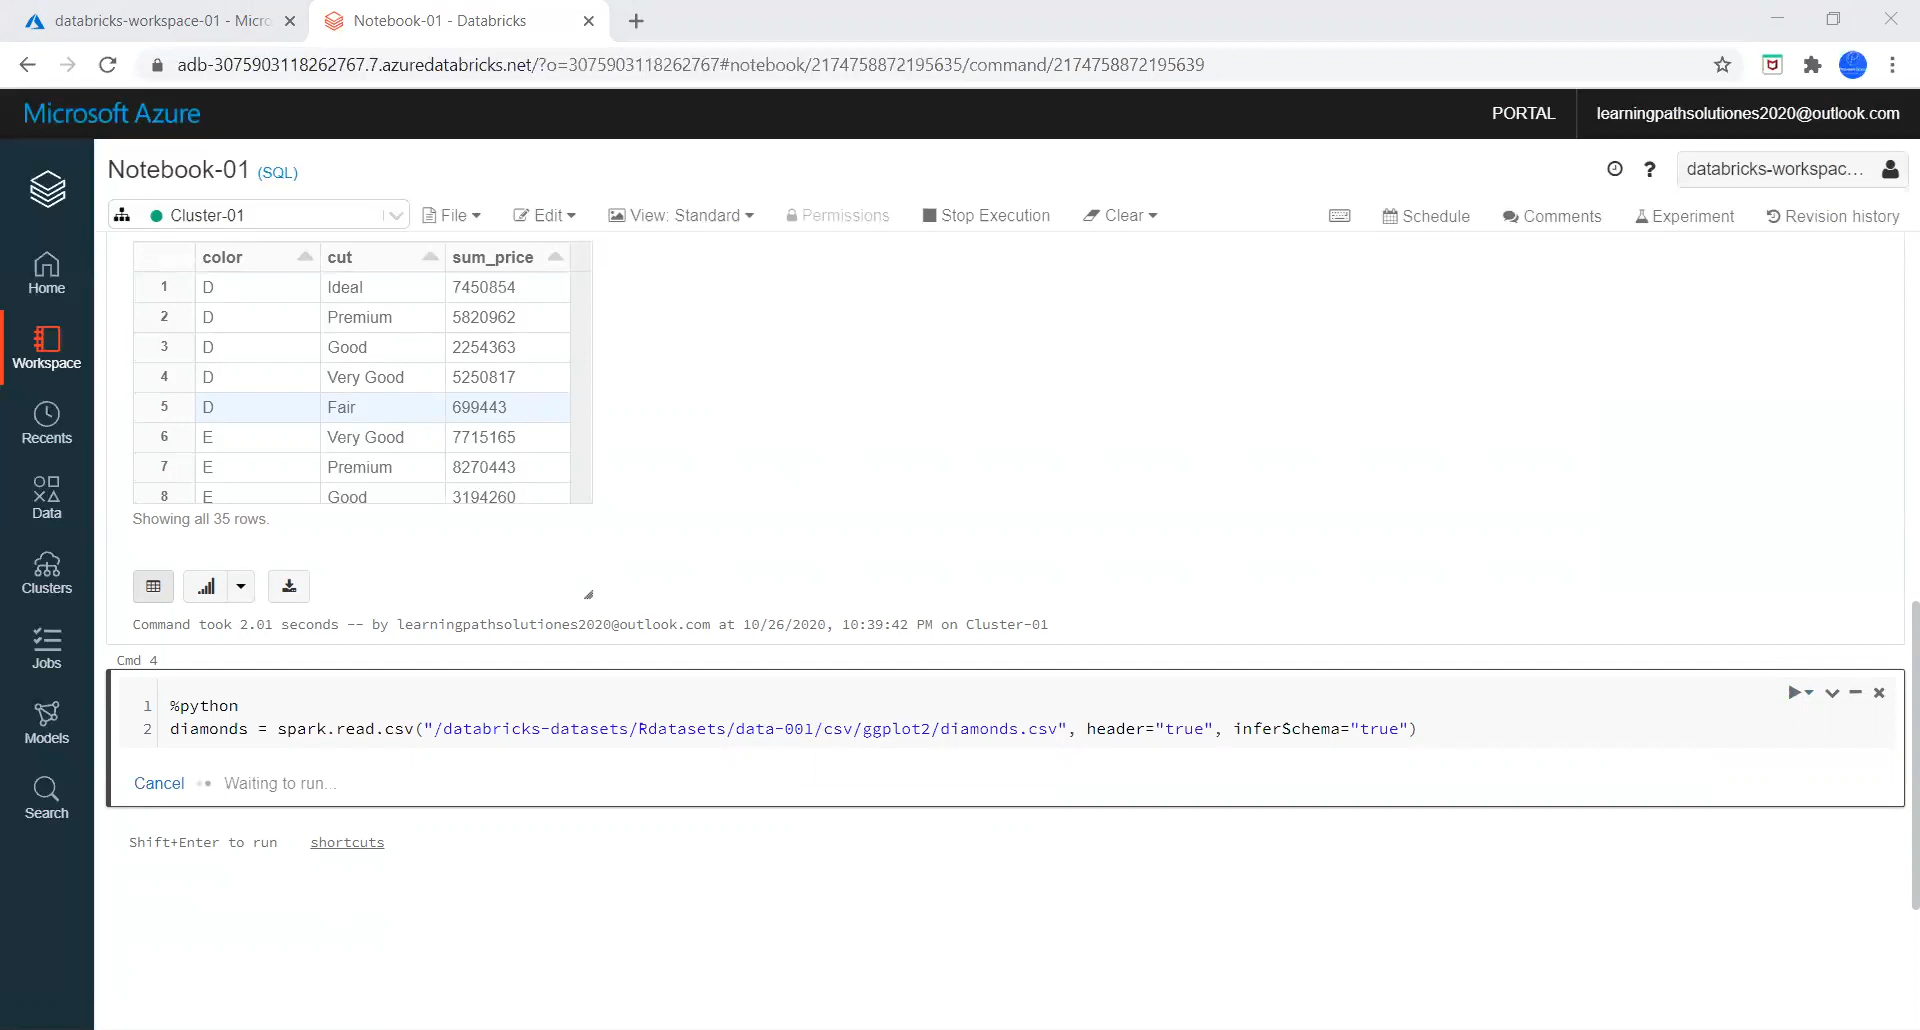 databricks-workspace-01 - Micro
Notebook-01 - Databricks
adb-3075903118262767.7.azuredatabricks.net/?o=3075903118262767#notebook/2174758872195635/command/2174758872195639
Microsoft Azure
PORTAL
learningpathsolutiones2020@outlook.com
Notebook-01 (SQL)
databricks-workspac...
Cluster-01
File
Edit
View: Standard
Permissions
Stop Execution
Clear
Schedule
Comments
Experiment
Revision history
Home
Workspace
Recents
Data
Clusters
Jobs
Models
Search
color cut sum_price
1 D Ideal 7450854
2 D Premium 5820962
3 D Good 2254363
4 D Very Good 5250817
5 D Fair 699443
6 E Very Good 7715165
7 E Premium 8270443
8 E Good 3194260
Showing all 35 rows.
Command took 2.01 seconds -- by learningpathsolutiones2020@outlook.com at 10/26/2020, 10:39:42 PM on Cluster-01
Cmd 4
1 %python
2 diamonds = spark.read.csv("/databricks-datasets/Rdatasets/data-001/csv/ggplot2/diamonds.csv", header="true", inferSchema="true")
Cancel
Waiting to run...
Shift+Enter to run
shortcuts